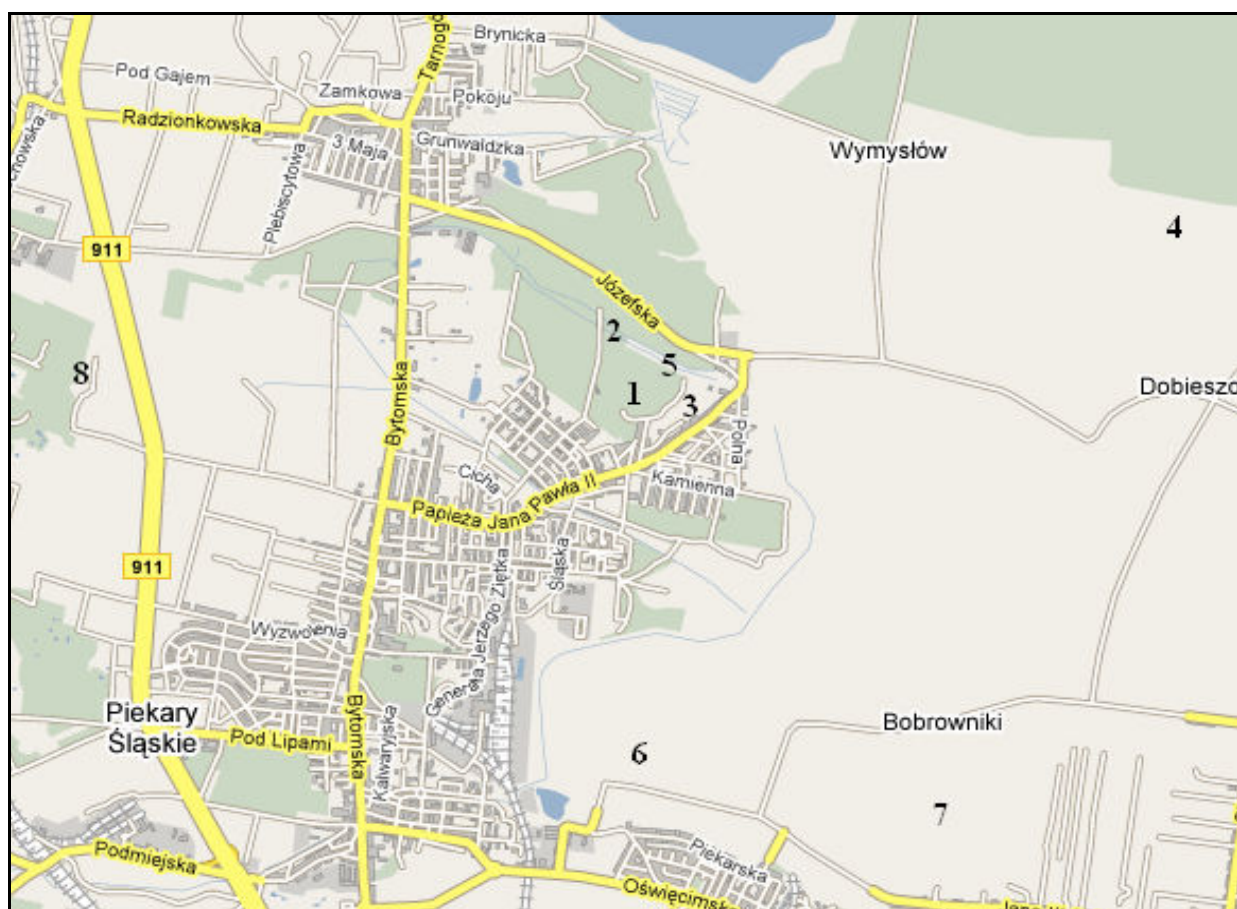 Brynicka
Tarnogó
Pod Gajem
Zamkowa
Pokoju
Radzionkowska
3 Maja
Grunwaldzka
Wymysłów
chowska
Plebiscytowa
4
911
Józefska
2
5
8
1
3
Dobieszo
Bytomska
Polna
Cicha
Kamienna
Papieża Jana Pawła II
911
Śląska
Generała Jerzego Ziętka
Wyzwolenia
Piekary
Śląskie
Bytomska
Kalwaryjska
Bobrowniki
Pod Lipami
6
7
Podmiejska
Piekarska
Oświęcimska